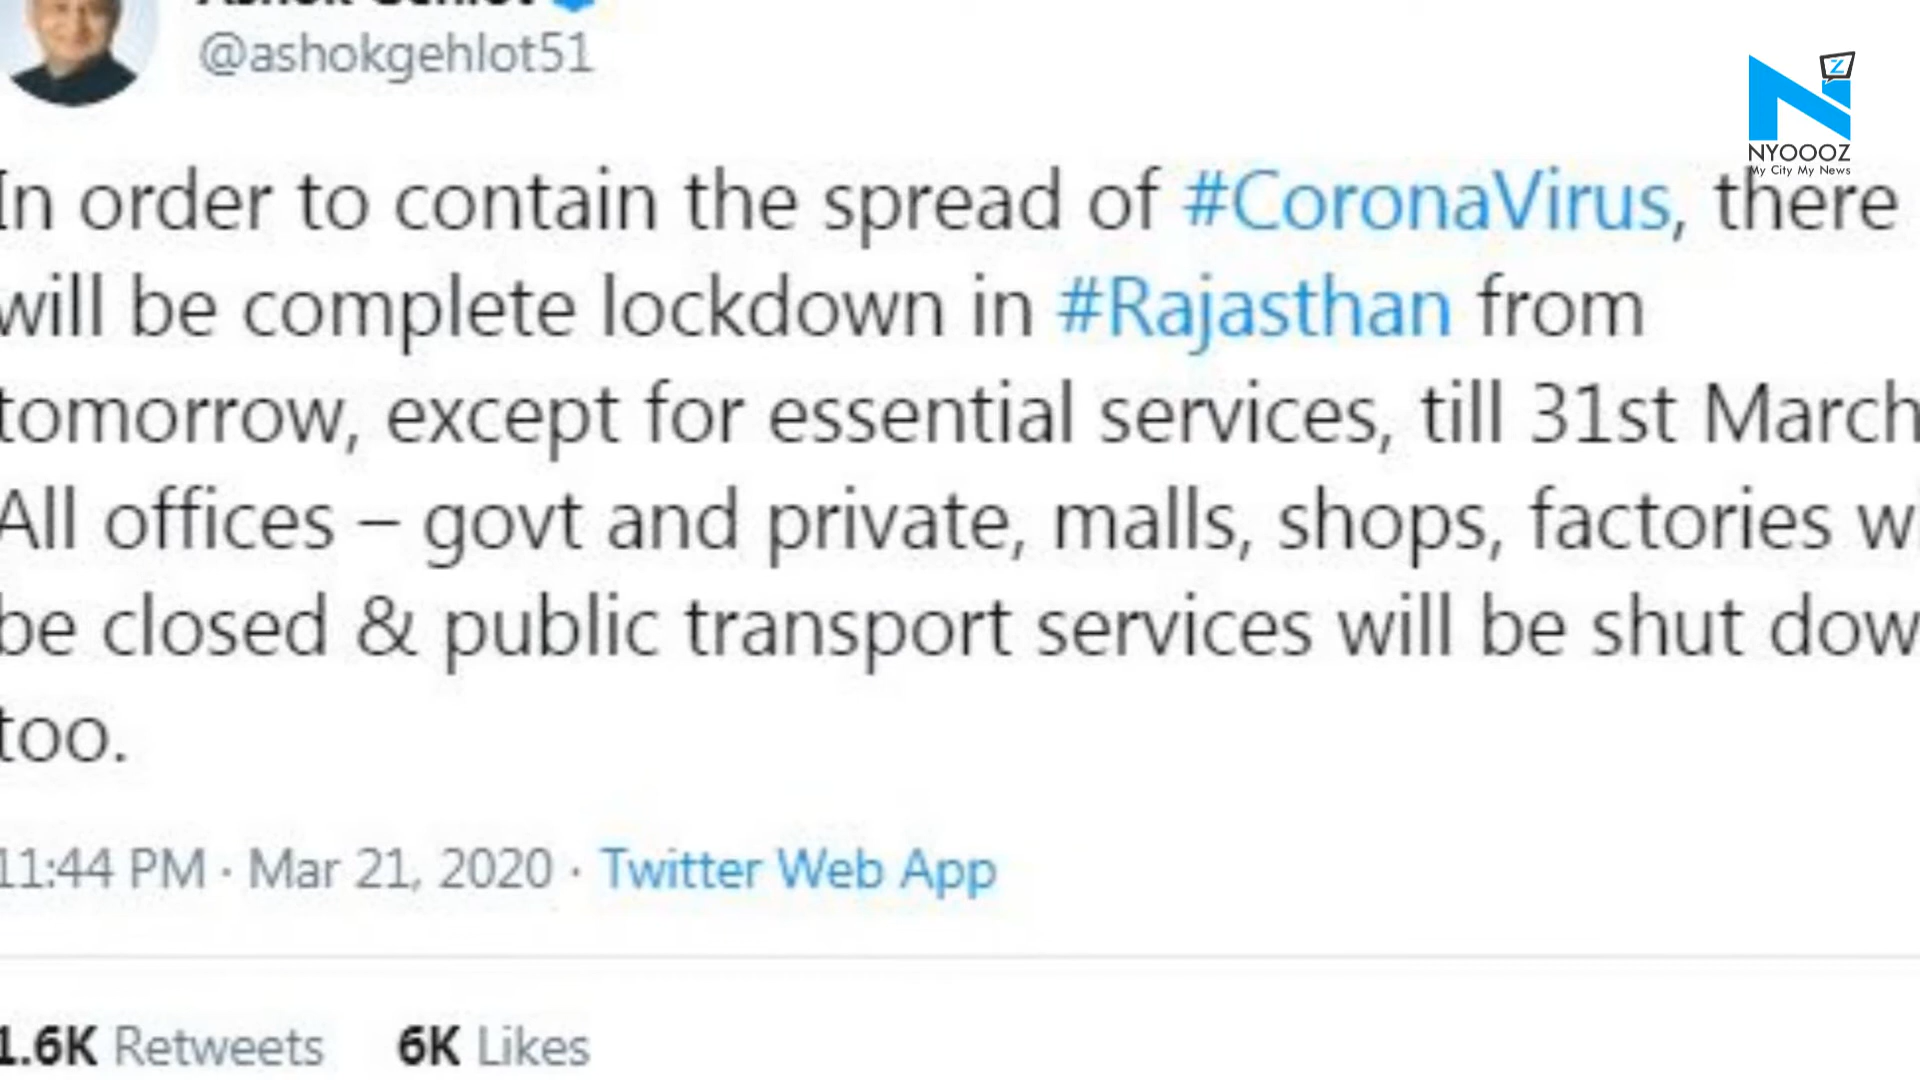 Ashok Gehlot
@ashokgehlot51
NYOOOZ
My City My News
In order to contain the spread of #CoronaVirus, there
will be complete lockdown in #Rajasthan from
tomorrow, except for essential services, till 31st March
All offices – govt and private, malls, shops, factories
be closed & public transport services will be shut
too.
11:44 PM · Mar 21, 2020 · Twitter Web App
1.6K Retweets 6K Likes